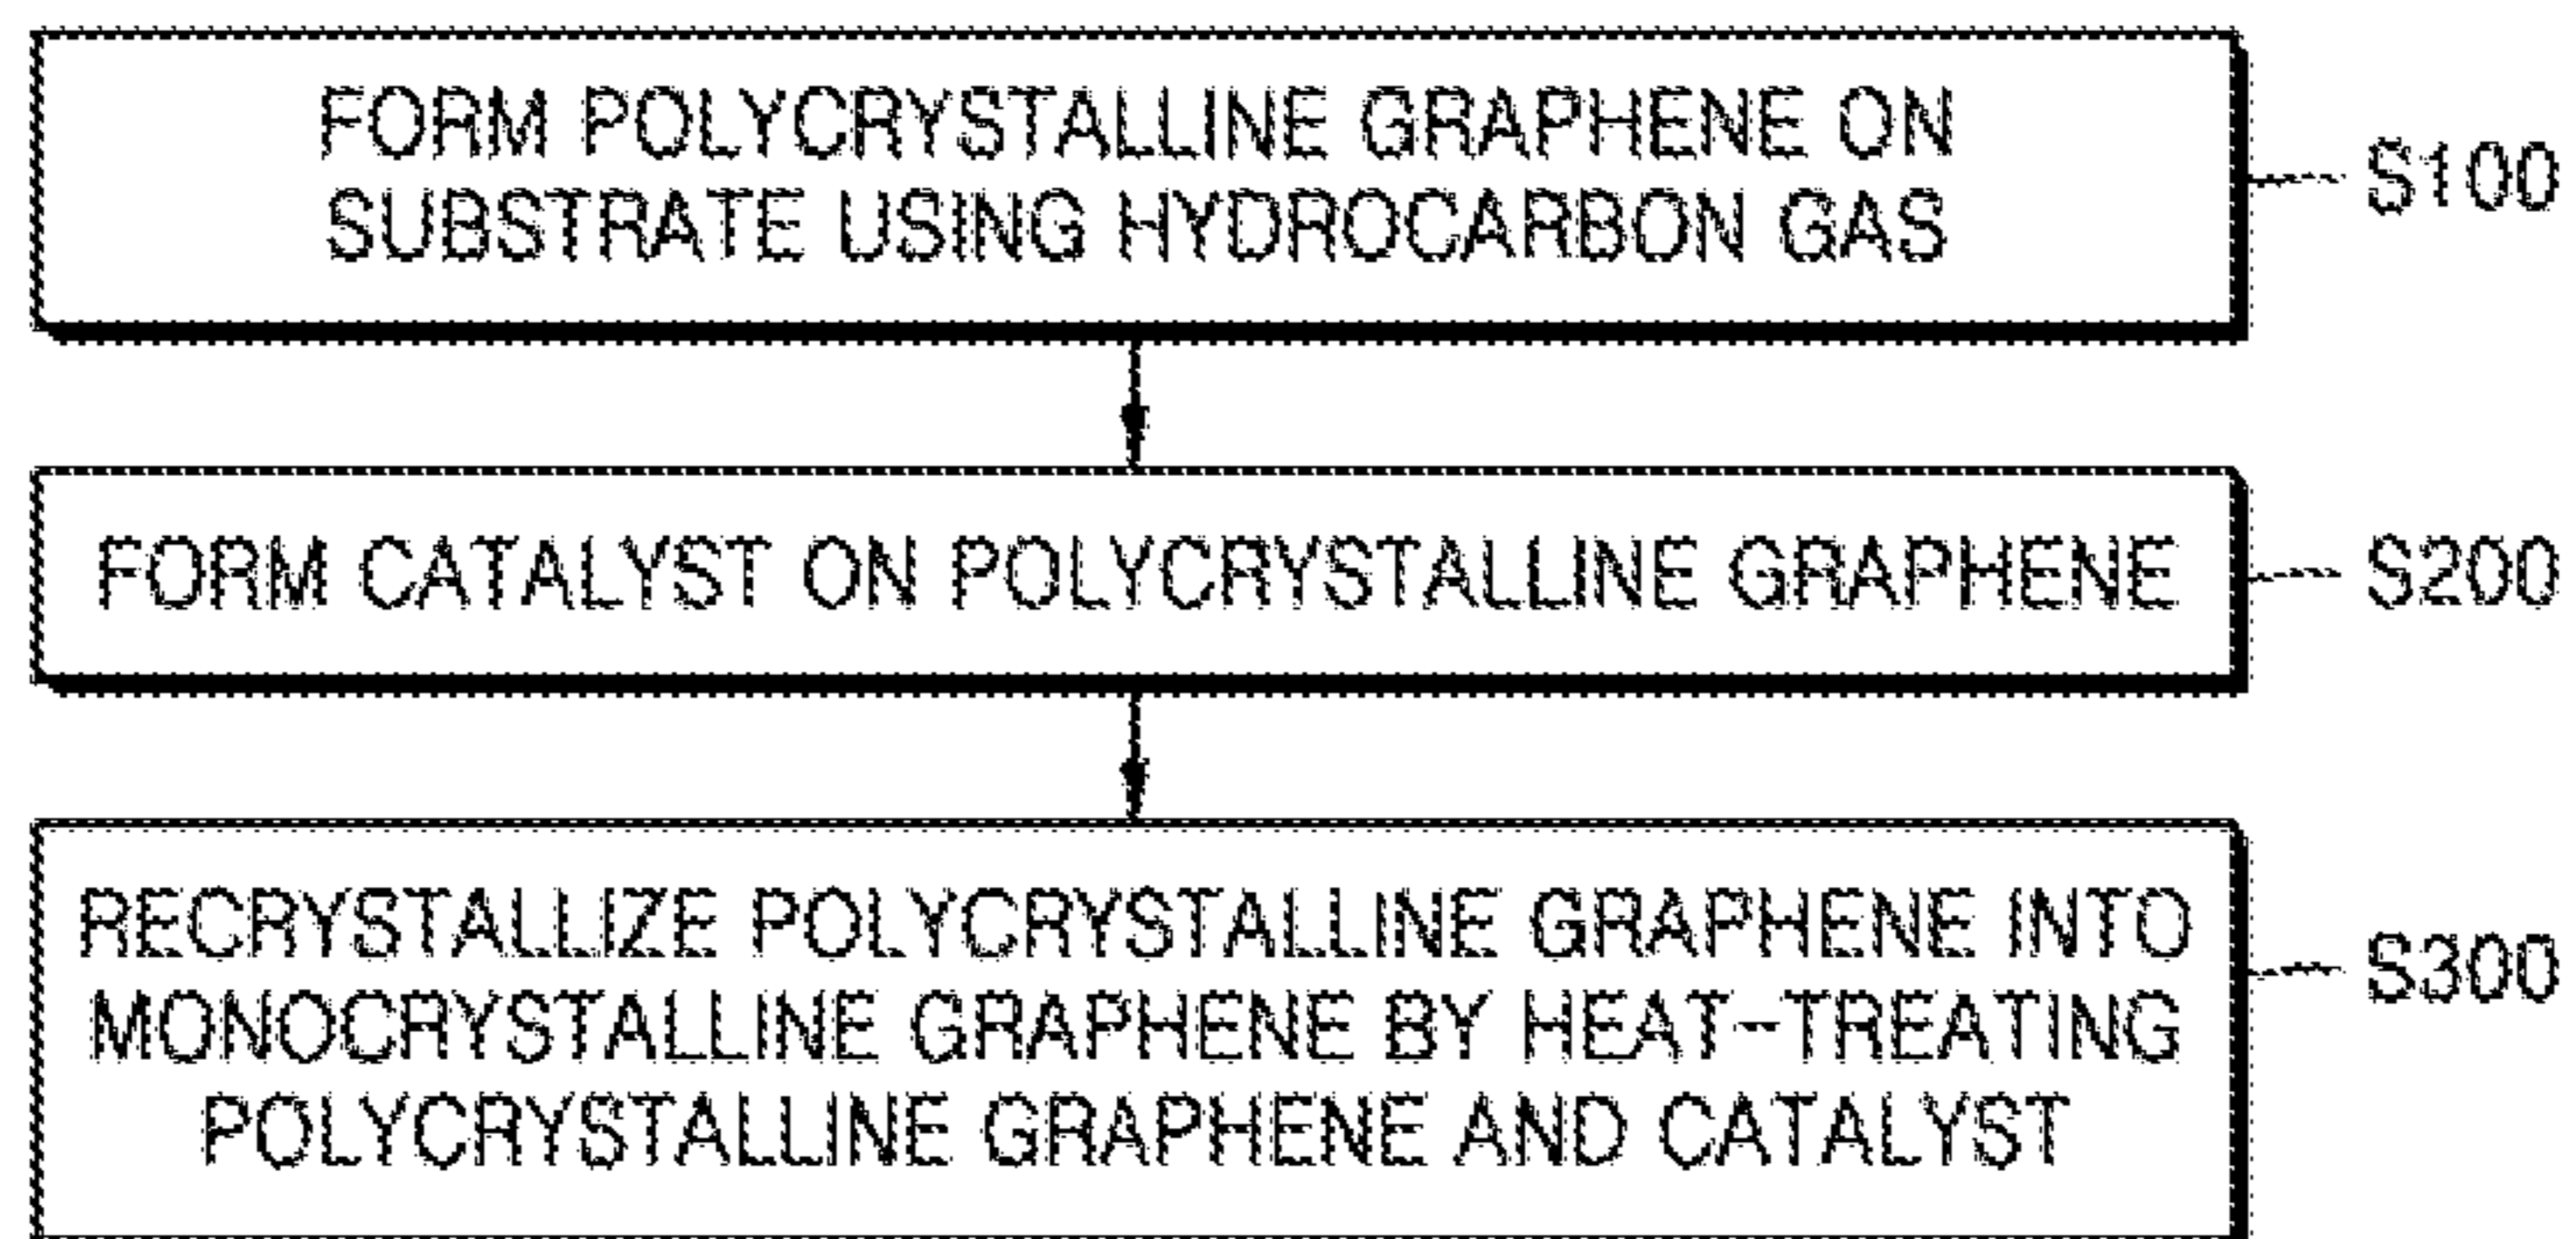 FORM POLYCRYSTALLINE GRAPHENE ON
SUBSTRATE USING HYDROCARBON GAS
S100
FORM CATALYST ON POLYCRYSTALLINE GRAPHENE
S200
RECRYSTALLIZE POLYCRYSTALLINE GRAPHENE INTO
MONOCRYSTALLINE GRAPHENE BY HEAT-TREATING
POLYCRYSTALLINE GRAPHENE AND CATALYST
S300